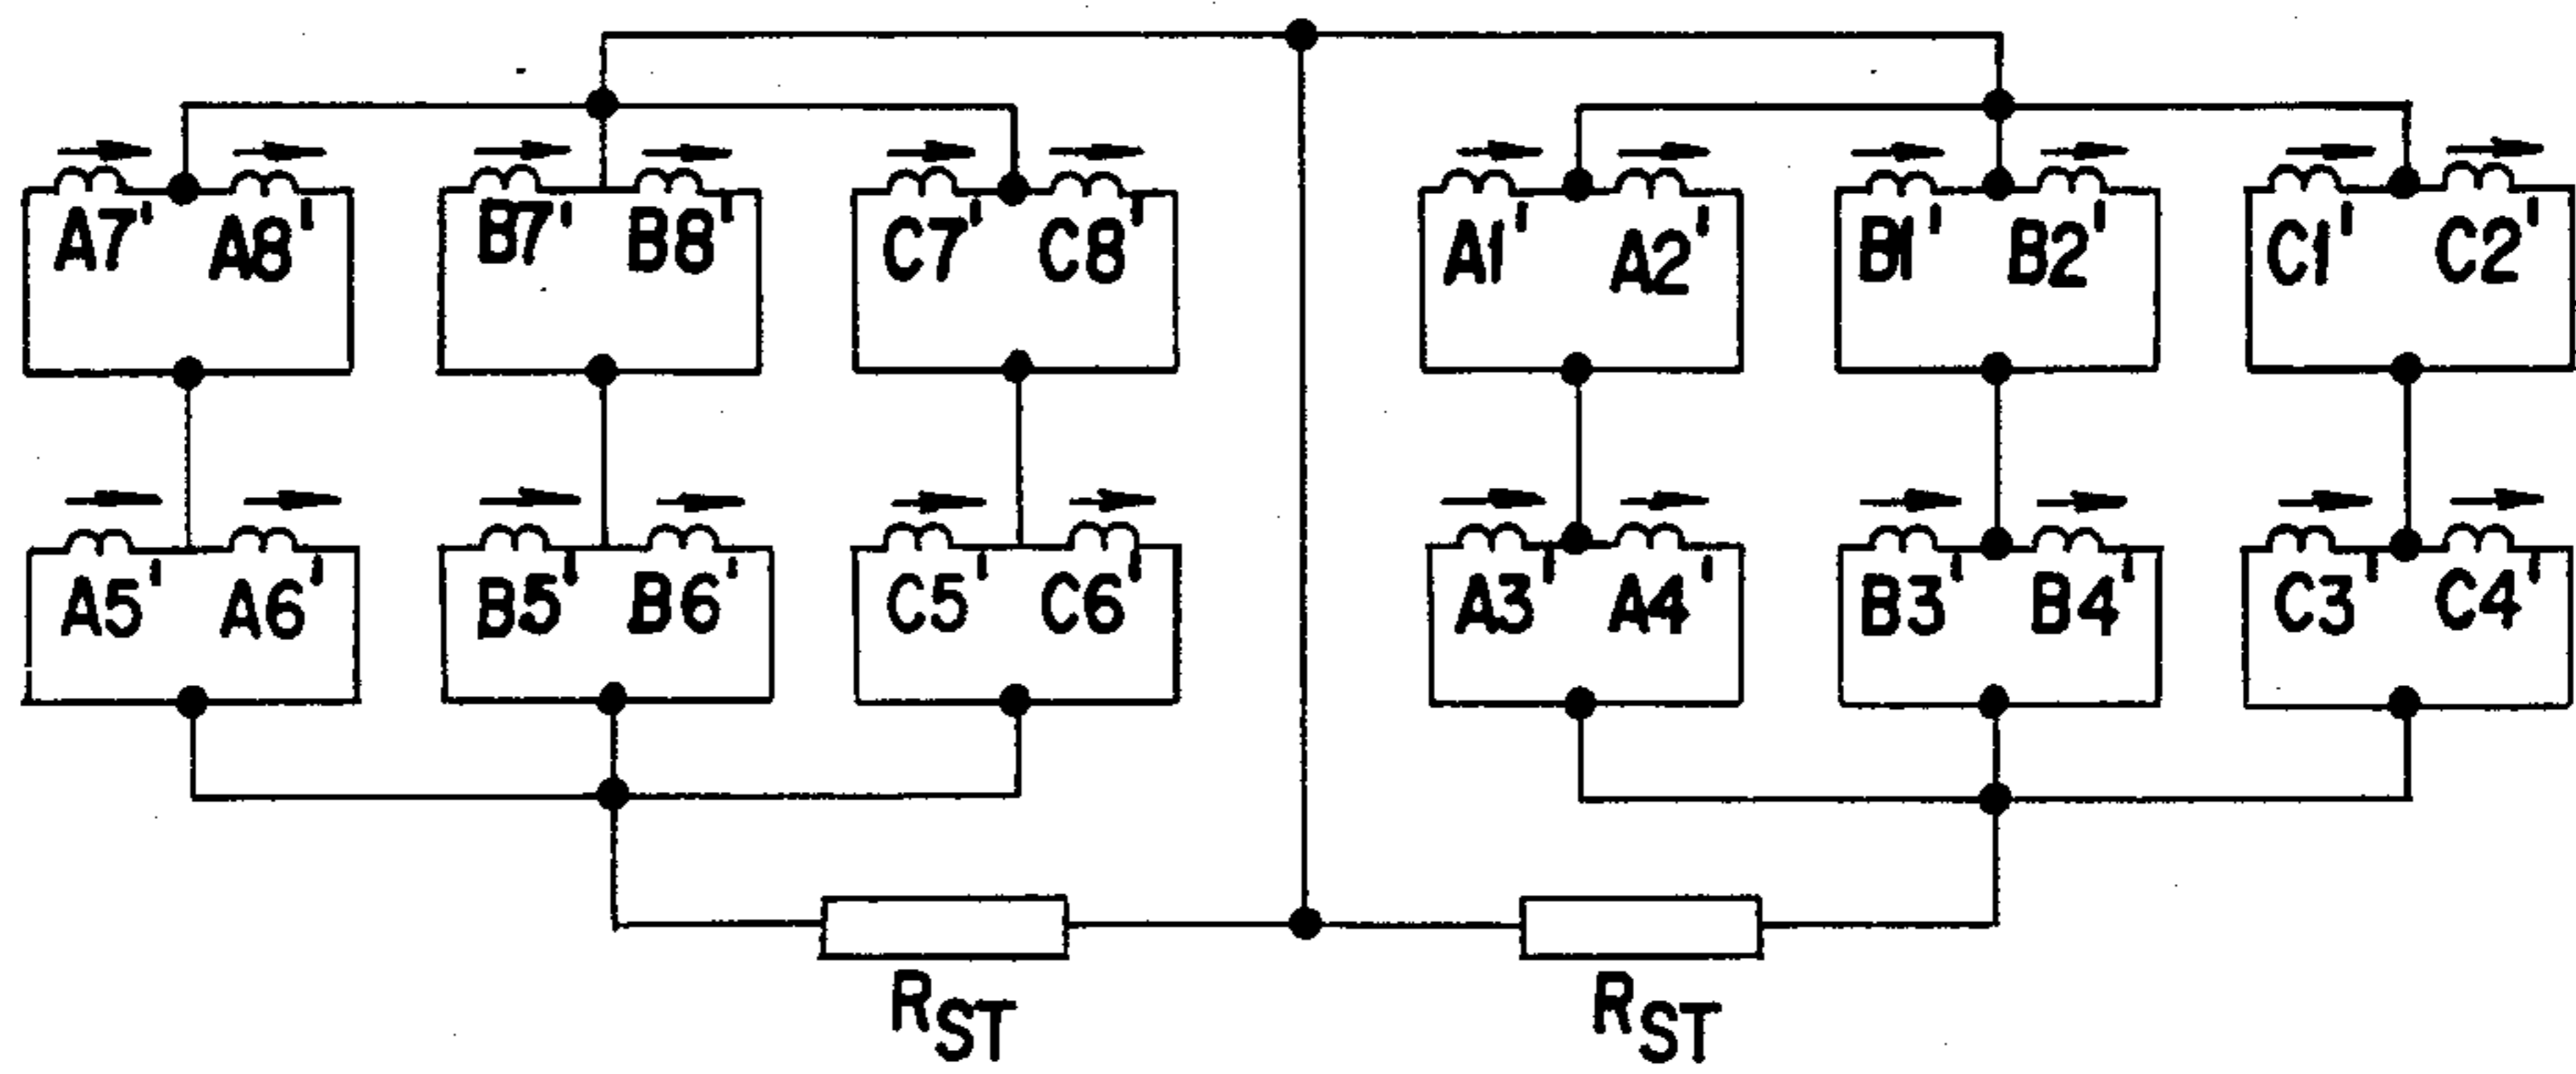 A7' A8' B7' B8' C7' C8' A1' A2' B1' B2' C1' C2'
A5' A6' B5' B6' C5' C6' A3' A4' B3' B4' C3' C4'
RST RST